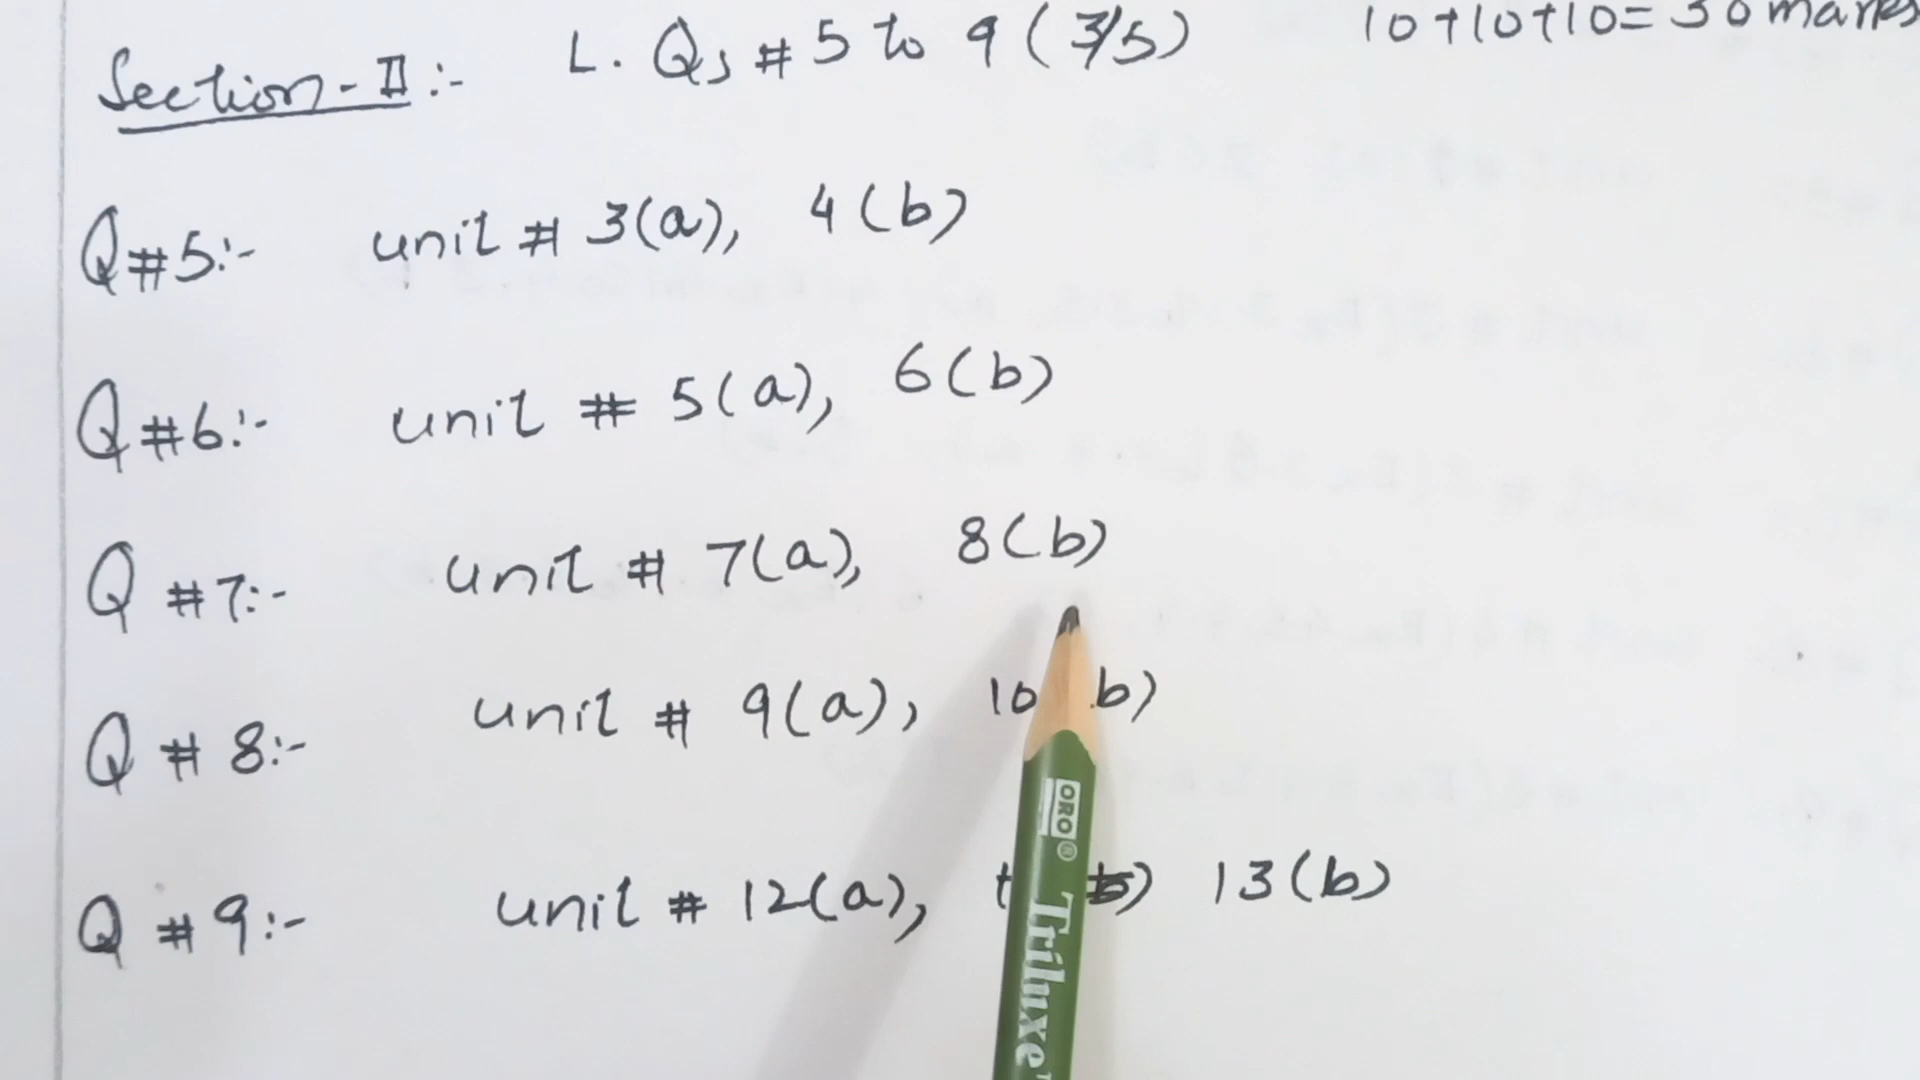 Section-II:- L. Qs # 5 to 9 (3/5) 10+10+10=30 marks
Q#5:- unit # 3(a), 4(b)
Q#6:- unit # 5(a), 6(b)
Q #7:- unit # 7(a), 8(b)
Q # 8:- unit # 9(a), 10 b)
Q # 9:- unit # 12(a), 13(b)
ORO®
Triluxe